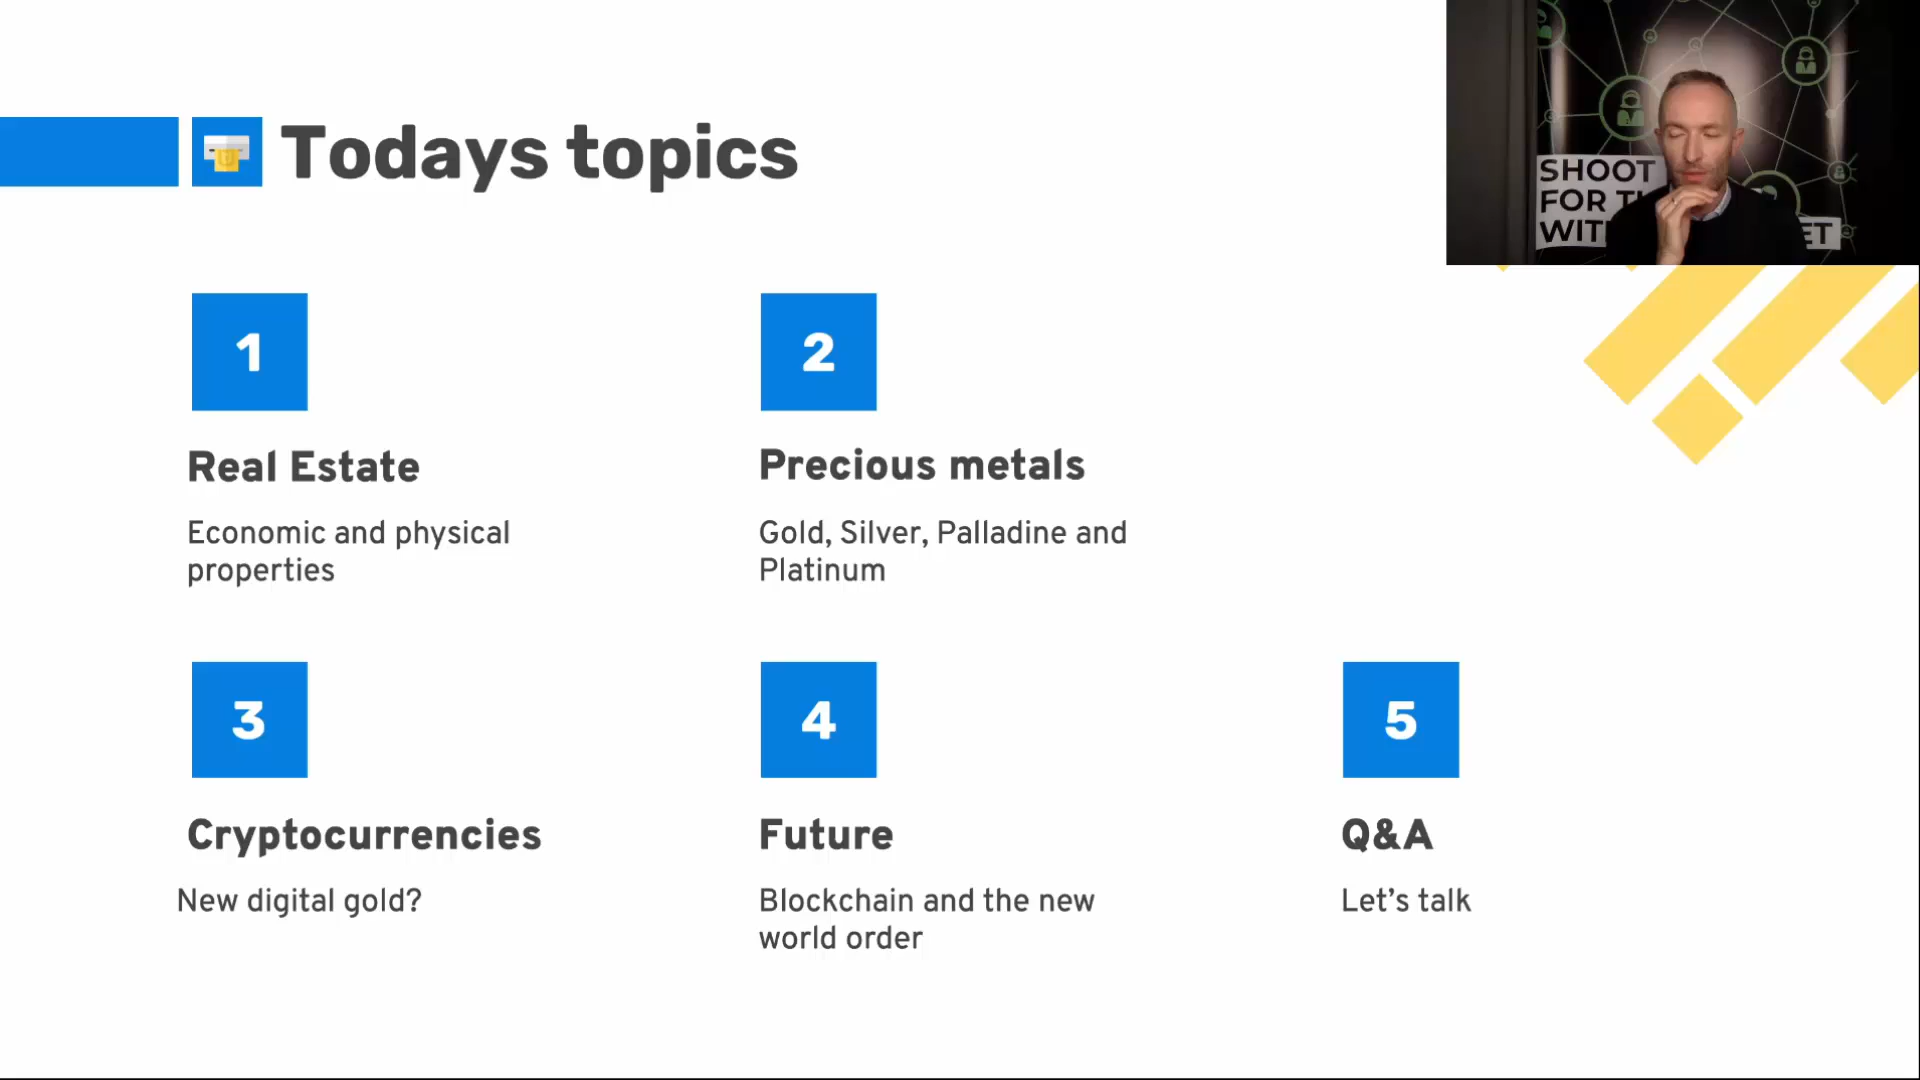 Todays topics
SHOOT
FOR
WIT
ET
1
2
Real Estate
Precious metals
Economic and physical
properties
Gold, Silver, Palladine and
Platinum
3
4
5
Cryptocurrencies
Future
Q&A
New digital gold?
Blockchain and the new
world order
Let’s talk